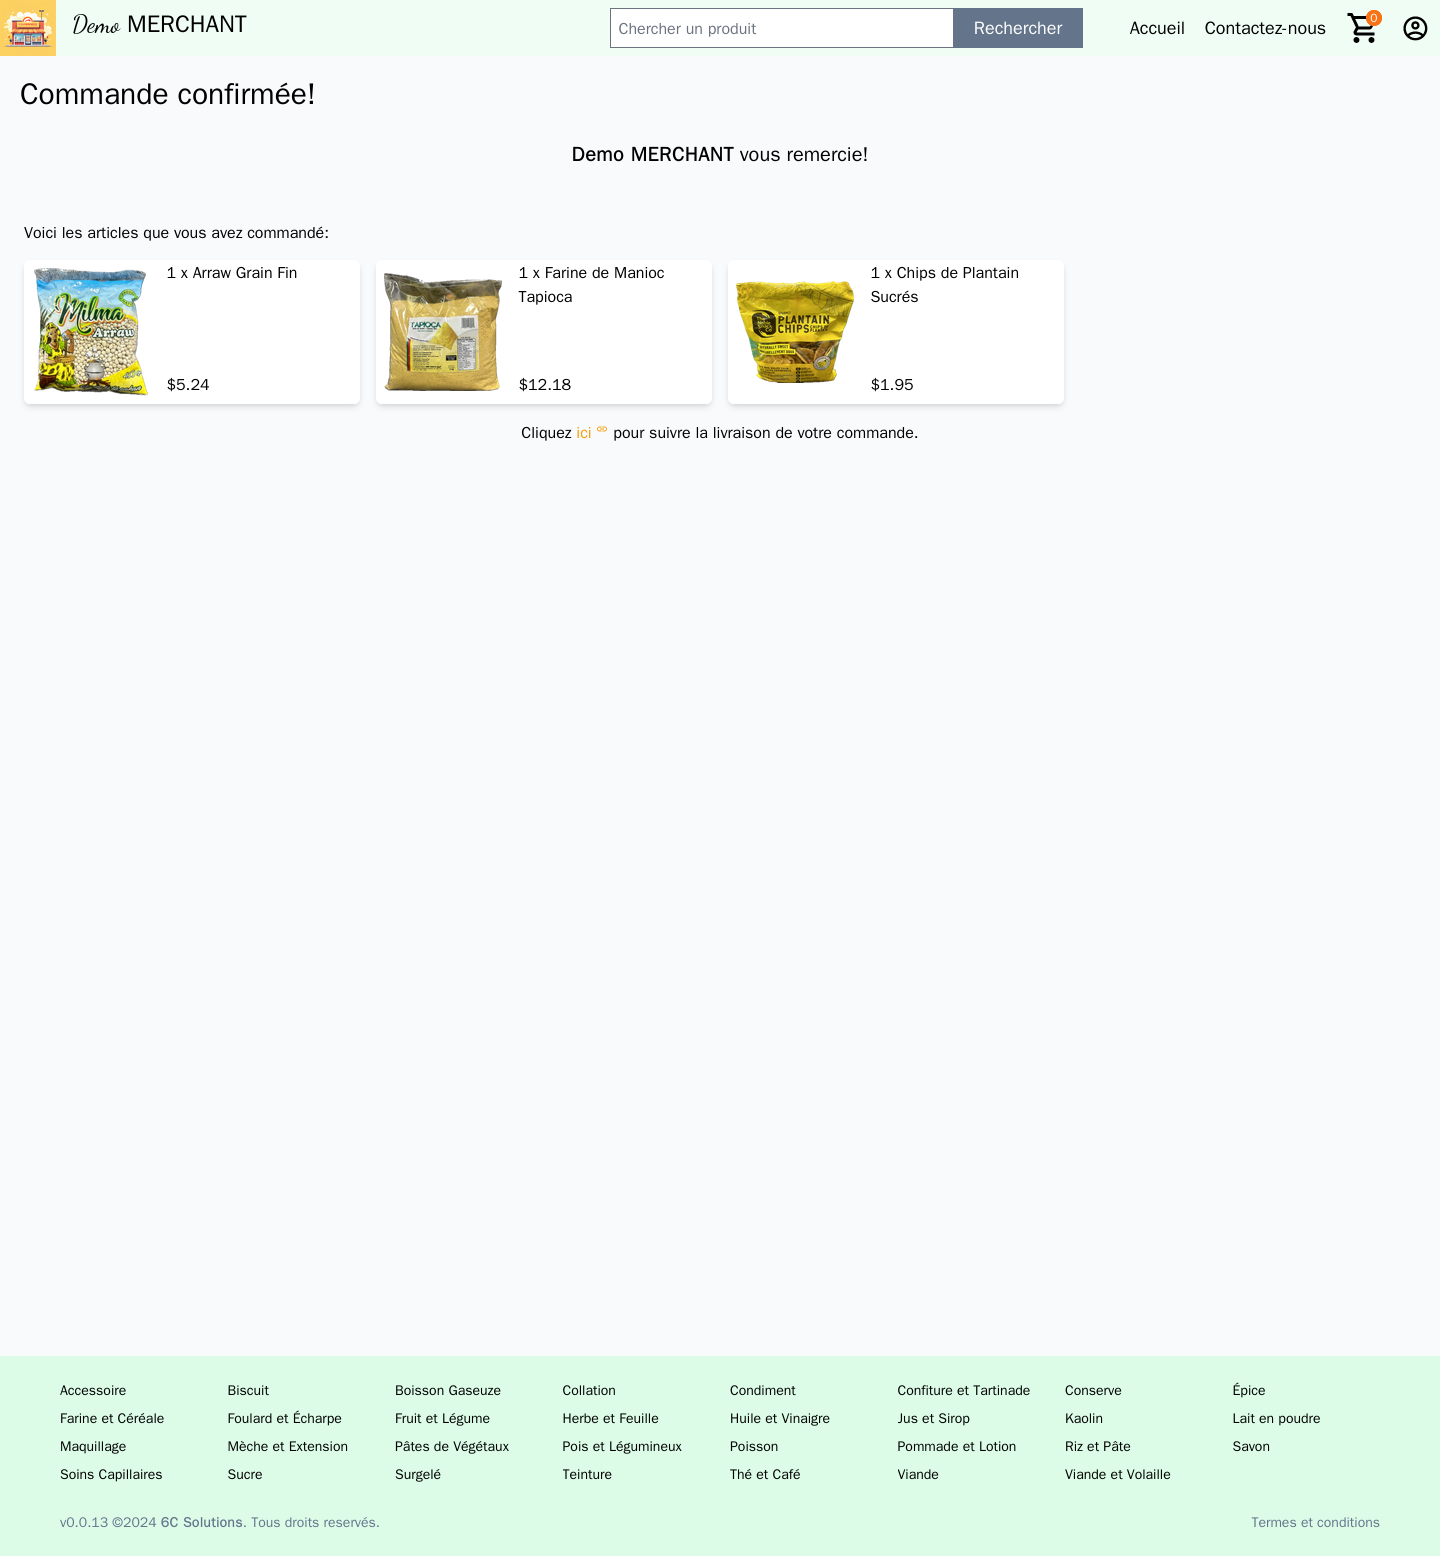 Demo MERCHANT
Chercher un produit
Rechercher
Accueil
Contactez-nous
0
Commande confirmée!
Demo MERCHANT vous remercie!
Voici les articles que vous avez commandé:
Milma
Arraw
1 x Arraw Grain Fin
$5.24
TAPIOCA
1 x Farine de Manioc
Tapioca
$12.18
PLANTAIN
CHIPS
1 x Chips de Plantain
Sucrés
$1.95
Cliquez ici pour suivre la livraison de votre commande.
Accessoire Biscuit Boisson Gaseuze Collation Condiment Confiture et Tartinade Conserve Épice
Farine et Céréale Foulard et Écharpe Fruit et Légume Herbe et Feuille Huile et Vinaigre Jus et Sirop Kaolin Lait en poudre
Maquillage Mèche et Extension Pâtes de Végétaux Pois et Légumineux Poisson Pommade et Lotion Riz et Pâte Savon
Soins Capillaires Sucre Surgelé Teinture Thé et Café Viande Viande et Volaille
v0.0.13 ©2024 6C Solutions. Tous droits reservés.
Termes et conditions